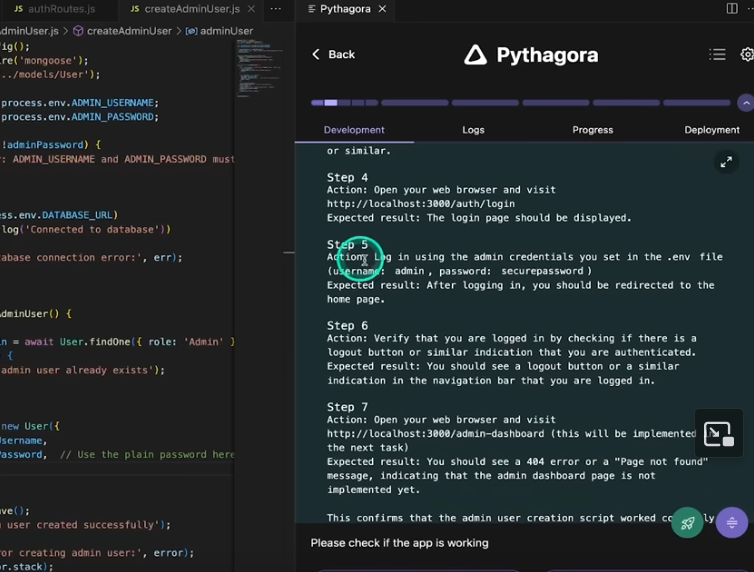 authRoutes.js
createAdminUser.js
createAdminUser
adminUser
fig();
ire('mongoose');
../models/User');
process.env.ADMIN_USERNAME;
process.env.ADMIN_PASSWORD;
!adminPassword) {
ADMIN_USERNAME and ADMIN_PASSWORD must
ess.env.DATABASE_URL)
log('Connected to database'))
tabase connection error:', err);
dminUser() {
in = await User.findOne({ role: 'Admin' }
{
admin user already exists');
new User({
Username,
Password,  // Use the plain password here
ave();
user created successfully');
or creating admin user:', error);
or.stack);
Pythagora
Back
Pythagora
Development
Logs
Progress
Deployment
or similar.
Step 4
Action: Open your web browser and visit
http://localhost:3000/auth/login
Expected result: The login page should be displayed.
Step 5
Action: Log in using the admin credentials you set in the .env file
(username: admin, password: securepassword)
Expected result: After logging in, you should be redirected to the
home page.
Step 6
Action: Verify that you are logged in by checking if there is a
logout button or similar indication that you are authenticated.
Expected result: You should see a logout button or a similar
indication in the navigation bar that you are logged in.
Step 7
Action: Open your web browser and visit
http://localhost:3000/admin-dashboard (this will be implemented
the next task)
Expected result: You should see a 404 error or a "Page not found"
message, indicating that the admin dashboard page is not
implemented yet.
This confirms that the admin user creation script worked
Please check if the app is working